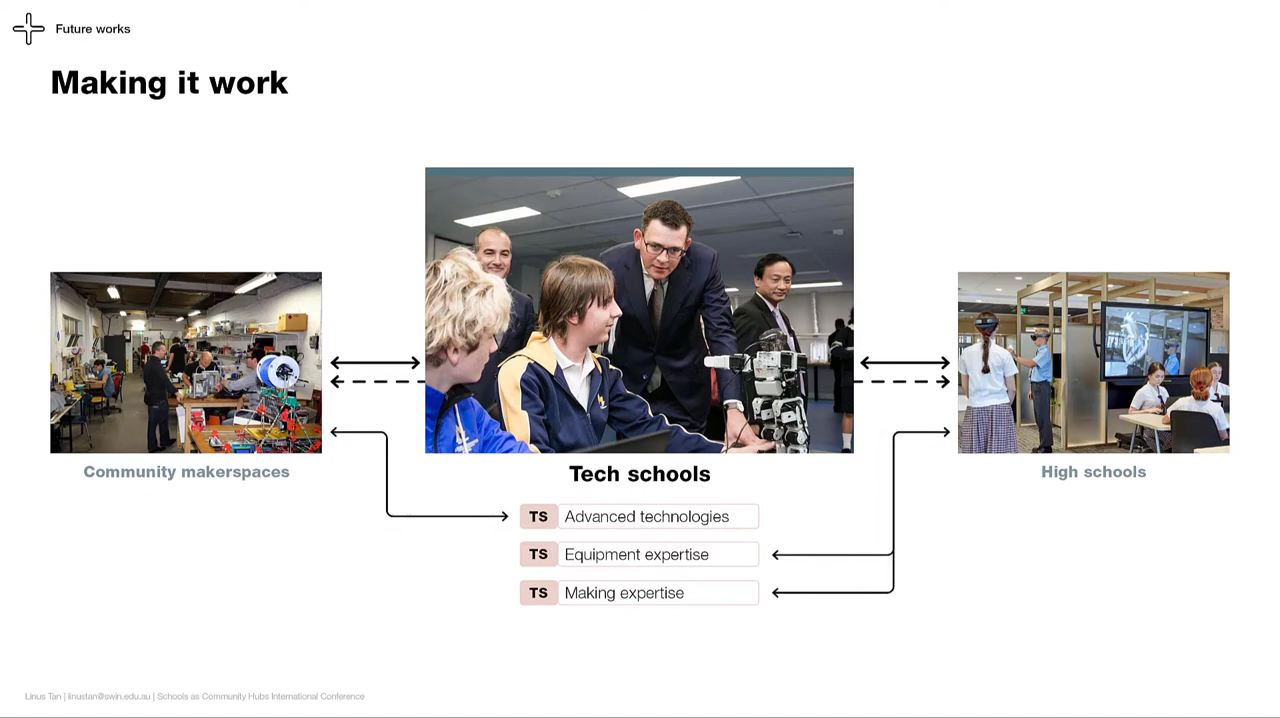 Future works
Making it work
Community makerspaces
Tech schools
High schools
TS Advanced technologies
TS Equipment expertise
TS Making expertise
Linus Tan | linustan@swin.edu.au | Schools as Community Hubs International Conference